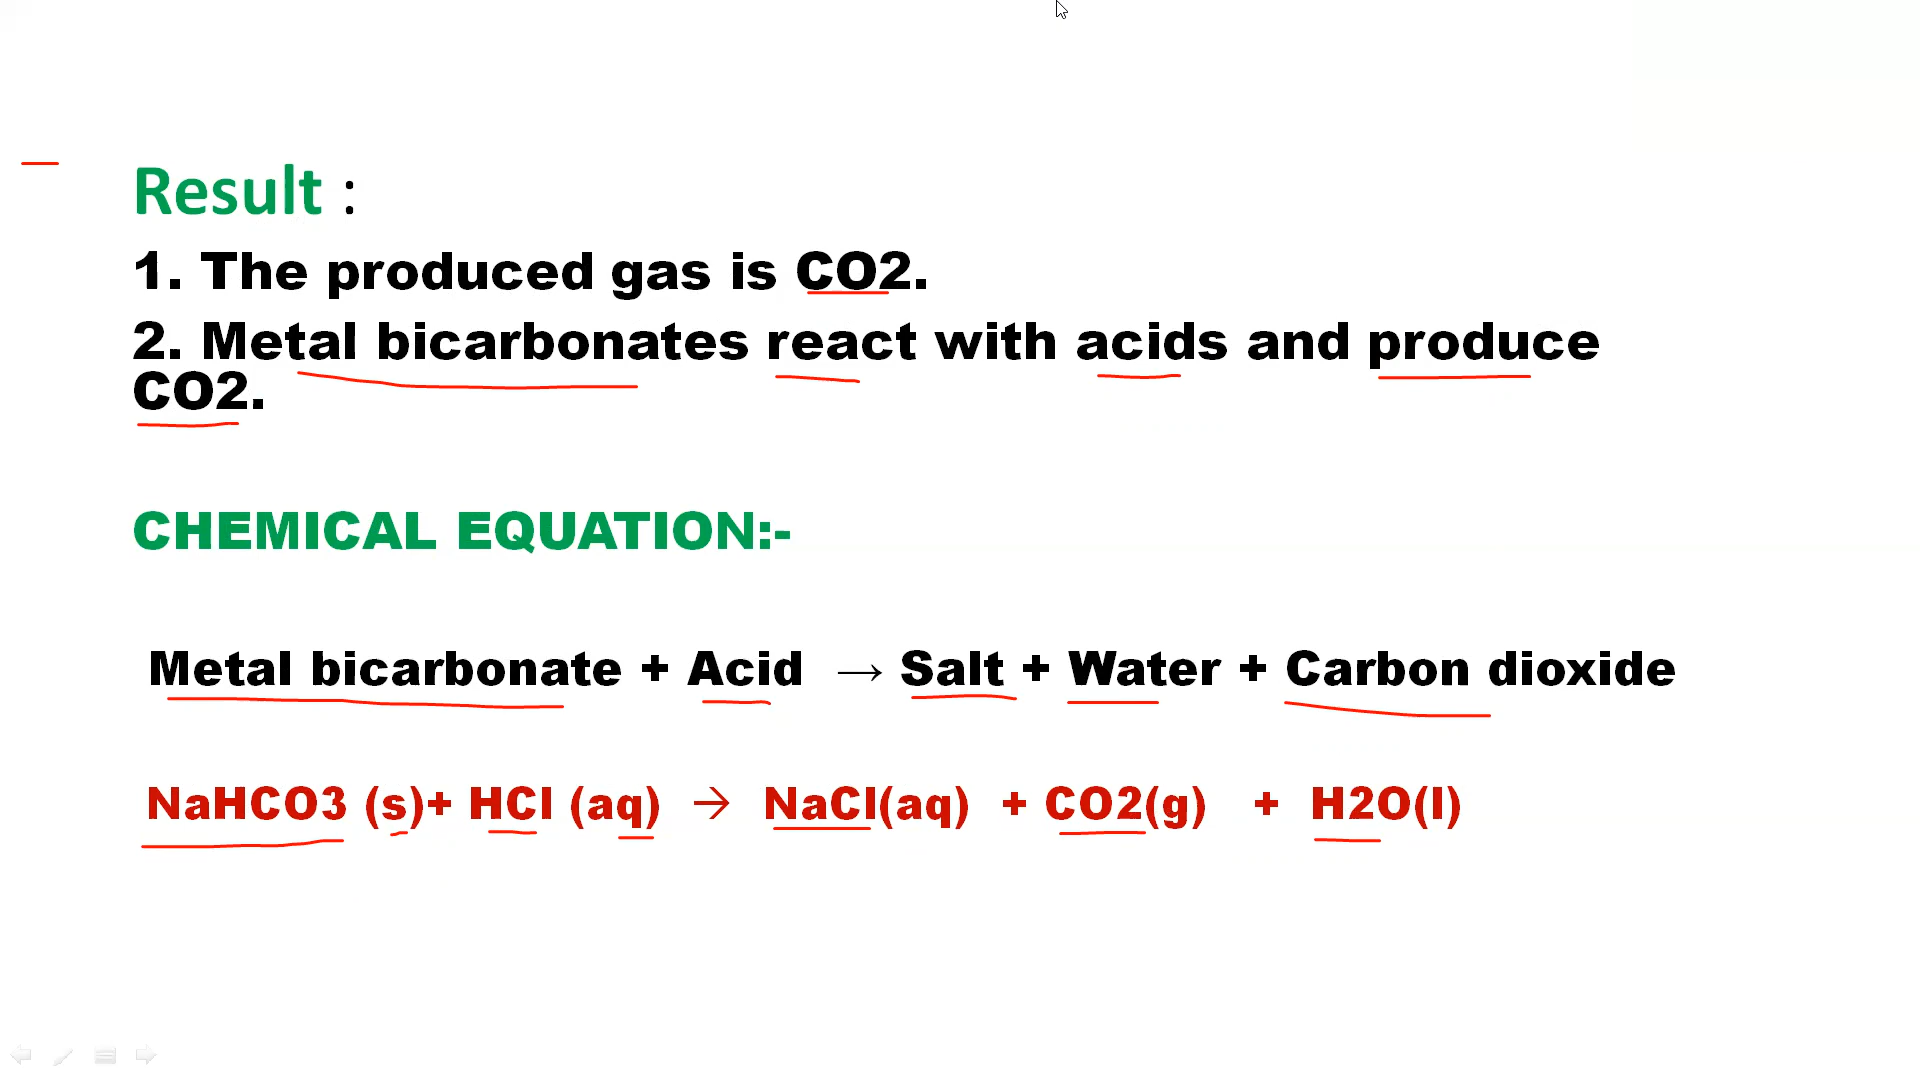 Result :
1. The produced gas is CO2.
2. Metal bicarbonates react with acids and produce
CO2.
CHEMICAL EQUATION:-
Metal bicarbonate + Acid → Salt + Water + Carbon dioxide
NaHCO3 (s)+ HCl (aq) → NaCl(aq) + CO2(g) + H2O(l)